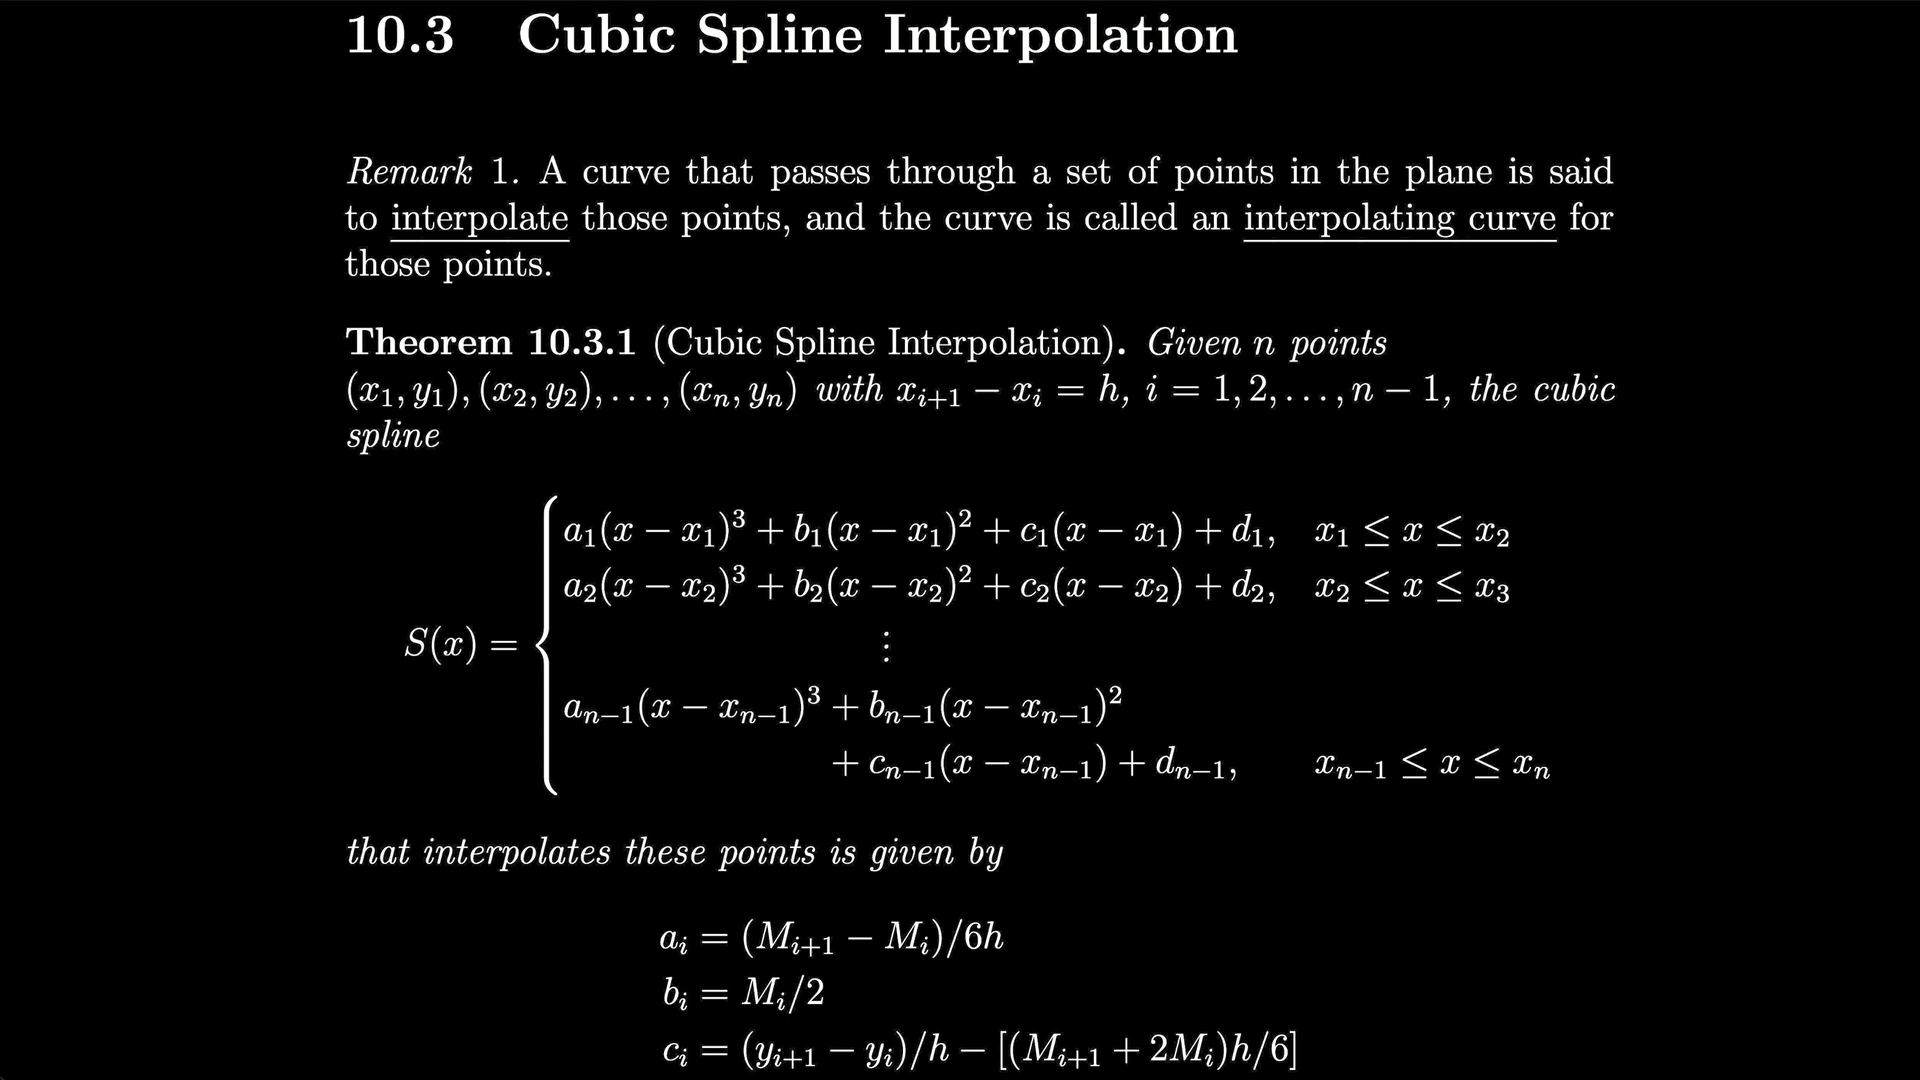 10.3 Cubic Spline Interpolation
Remark 1. A curve that passes through a set of points in the plane is said
to interpolate those points, and the curve is called an interpolating curve for
those points.
Theorem 10.3.1 (Cubic Spline Interpolation). Given n points
(x₁, y₁), (x₂, y₂), . . . , (xₙ, yₙ) with xᵢ₊₁ − xᵢ = h, i = 1, 2, . . . , n − 1, the cubic
spline
a₁(x − x₁)³ + b₁(x − x₁)² + c₁(x − x₁) + d₁, x₁ ≤ x ≤ x₂
a₂(x − x₂)³ + b₂(x − x₂)² + c₂(x − x₂) + d₂, x₂ ≤ x ≤ x₃
S(x) = { ⋮
aₙ₋₁(x − xₙ₋₁)³ + bₙ₋₁(x − xₙ₋₁)²
+ cₙ₋₁(x − xₙ₋₁) + dₙ₋₁, xₙ₋₁ ≤ x ≤ xₙ
that interpolates these points is given by
aᵢ = (Mᵢ₊₁ − Mᵢ)/6h
bᵢ = Mᵢ/2
cᵢ = (yᵢ₊₁ − yᵢ)/h − [(Mᵢ₊₁ + 2Mᵢ)h/6]